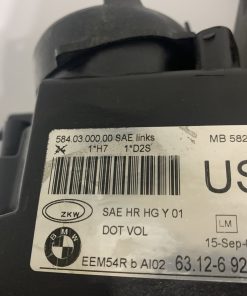 584.03.000.00 SAE links MB 582
1*H7 1*D2S
US
ZKW SAE HR HG Y 01
DOT VOL LM
BMW 15-Sep-
EEM54R b AI02 63.12-6 92